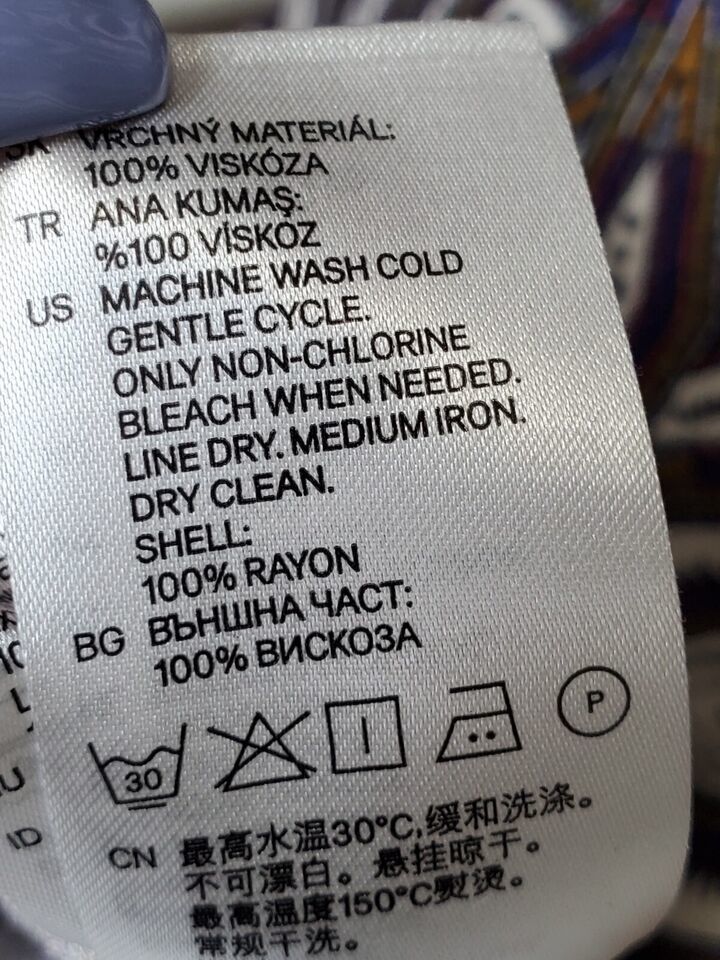 VRCHNÝ MATERIÁL:
100% VISKÓZA
TR ANA KUMAŞ:
%100 VİSKOZ
US MACHINE WASH COLD
GENTLE CYCLE.
ONLY NON-CHLORINE
BLEACH WHEN NEEDED.
LINE DRY. MEDIUM IRON.
DRY CLEAN.
SHELL:
100% RAYON
BG ВЪНШНА ЧАСТ:
100% ВИСКОЗА
30
P
CN 最高水温30°C,缓和洗涤。
不可漂白。悬挂晾干。
最高温度150°C熨烫。
常规干洗。
ID